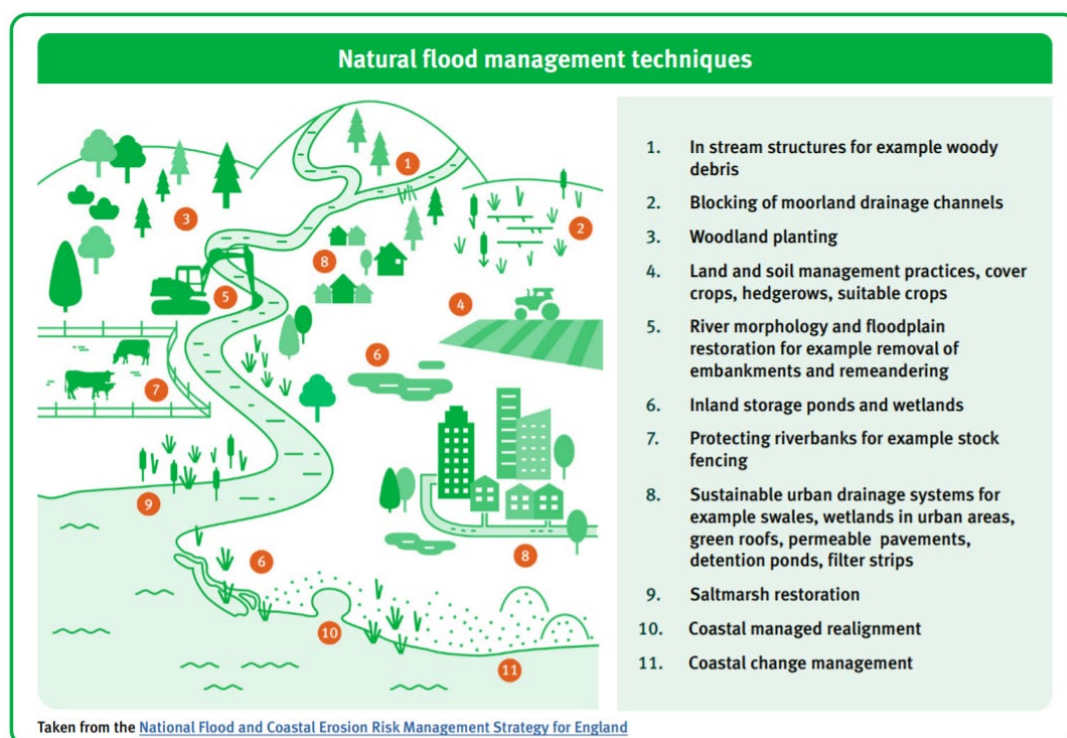 Natural flood management techniques
1
3
2
8
5
4
6
7
9
8
6
10
11
1. In stream structures for example woody
debris
2. Blocking of moorland drainage channels
3. Woodland planting
4. Land and soil management practices, cover
crops, hedgerows, suitable crops
5. River morphology and floodplain
restoration for example removal of
embankments and remeandering
6. Inland storage ponds and wetlands
7. Protecting riverbanks for example stock
fencing
8. Sustainable urban drainage systems for
example swales, wetlands in urban areas,
green roofs, permeable pavements,
detention ponds, filter strips
9. Saltmarsh restoration
10. Coastal managed realignment
11. Coastal change management
Taken from the National Flood and Coastal Erosion Risk Management Strategy for England